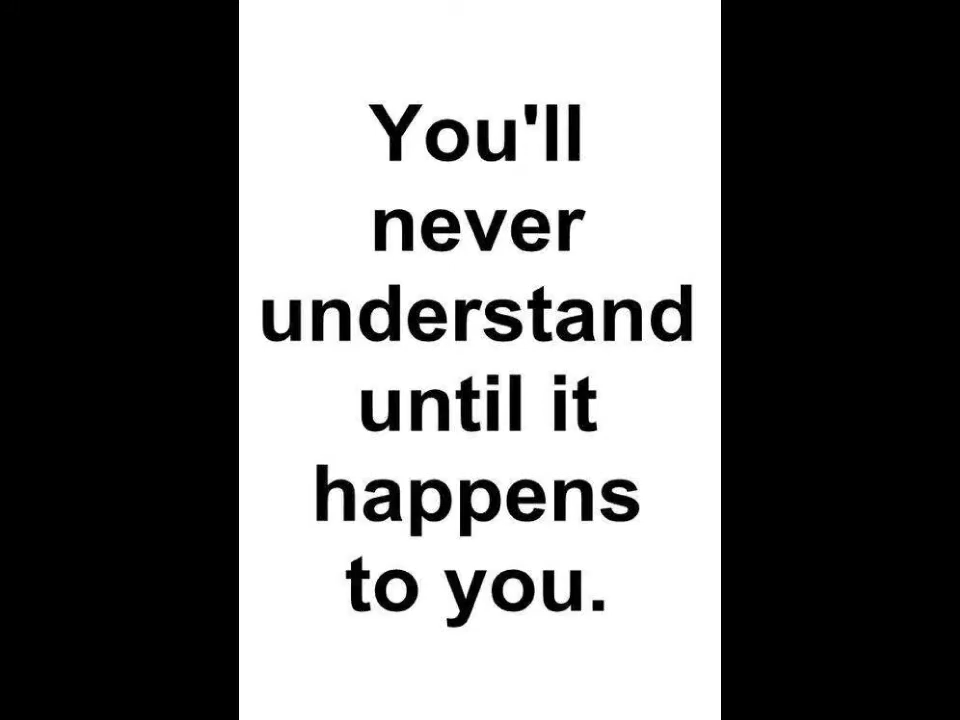 You'll
never
understand
until it
happens
to you.